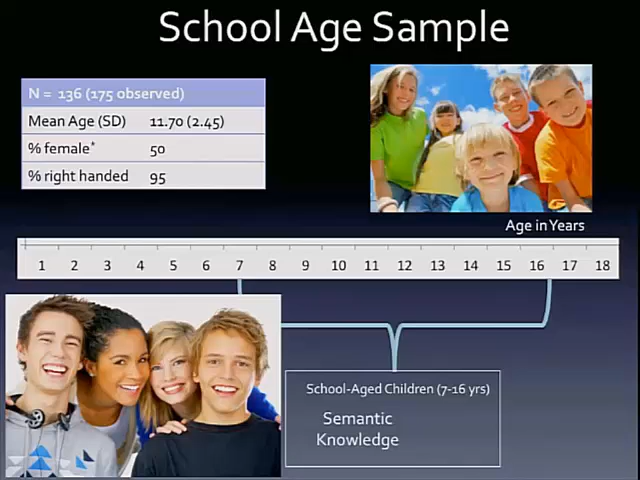 School Age Sample
N = 136 (175 observed)
Mean Age (SD) 11.70 (2.45)
% female* 50
% right handed 95
Age in Years
1 2 3 4 5 6 7 8 9 10 11 12 13 14 15 16 17 18
School-Aged Children (7-16 yrs)
Semantic
Knowledge